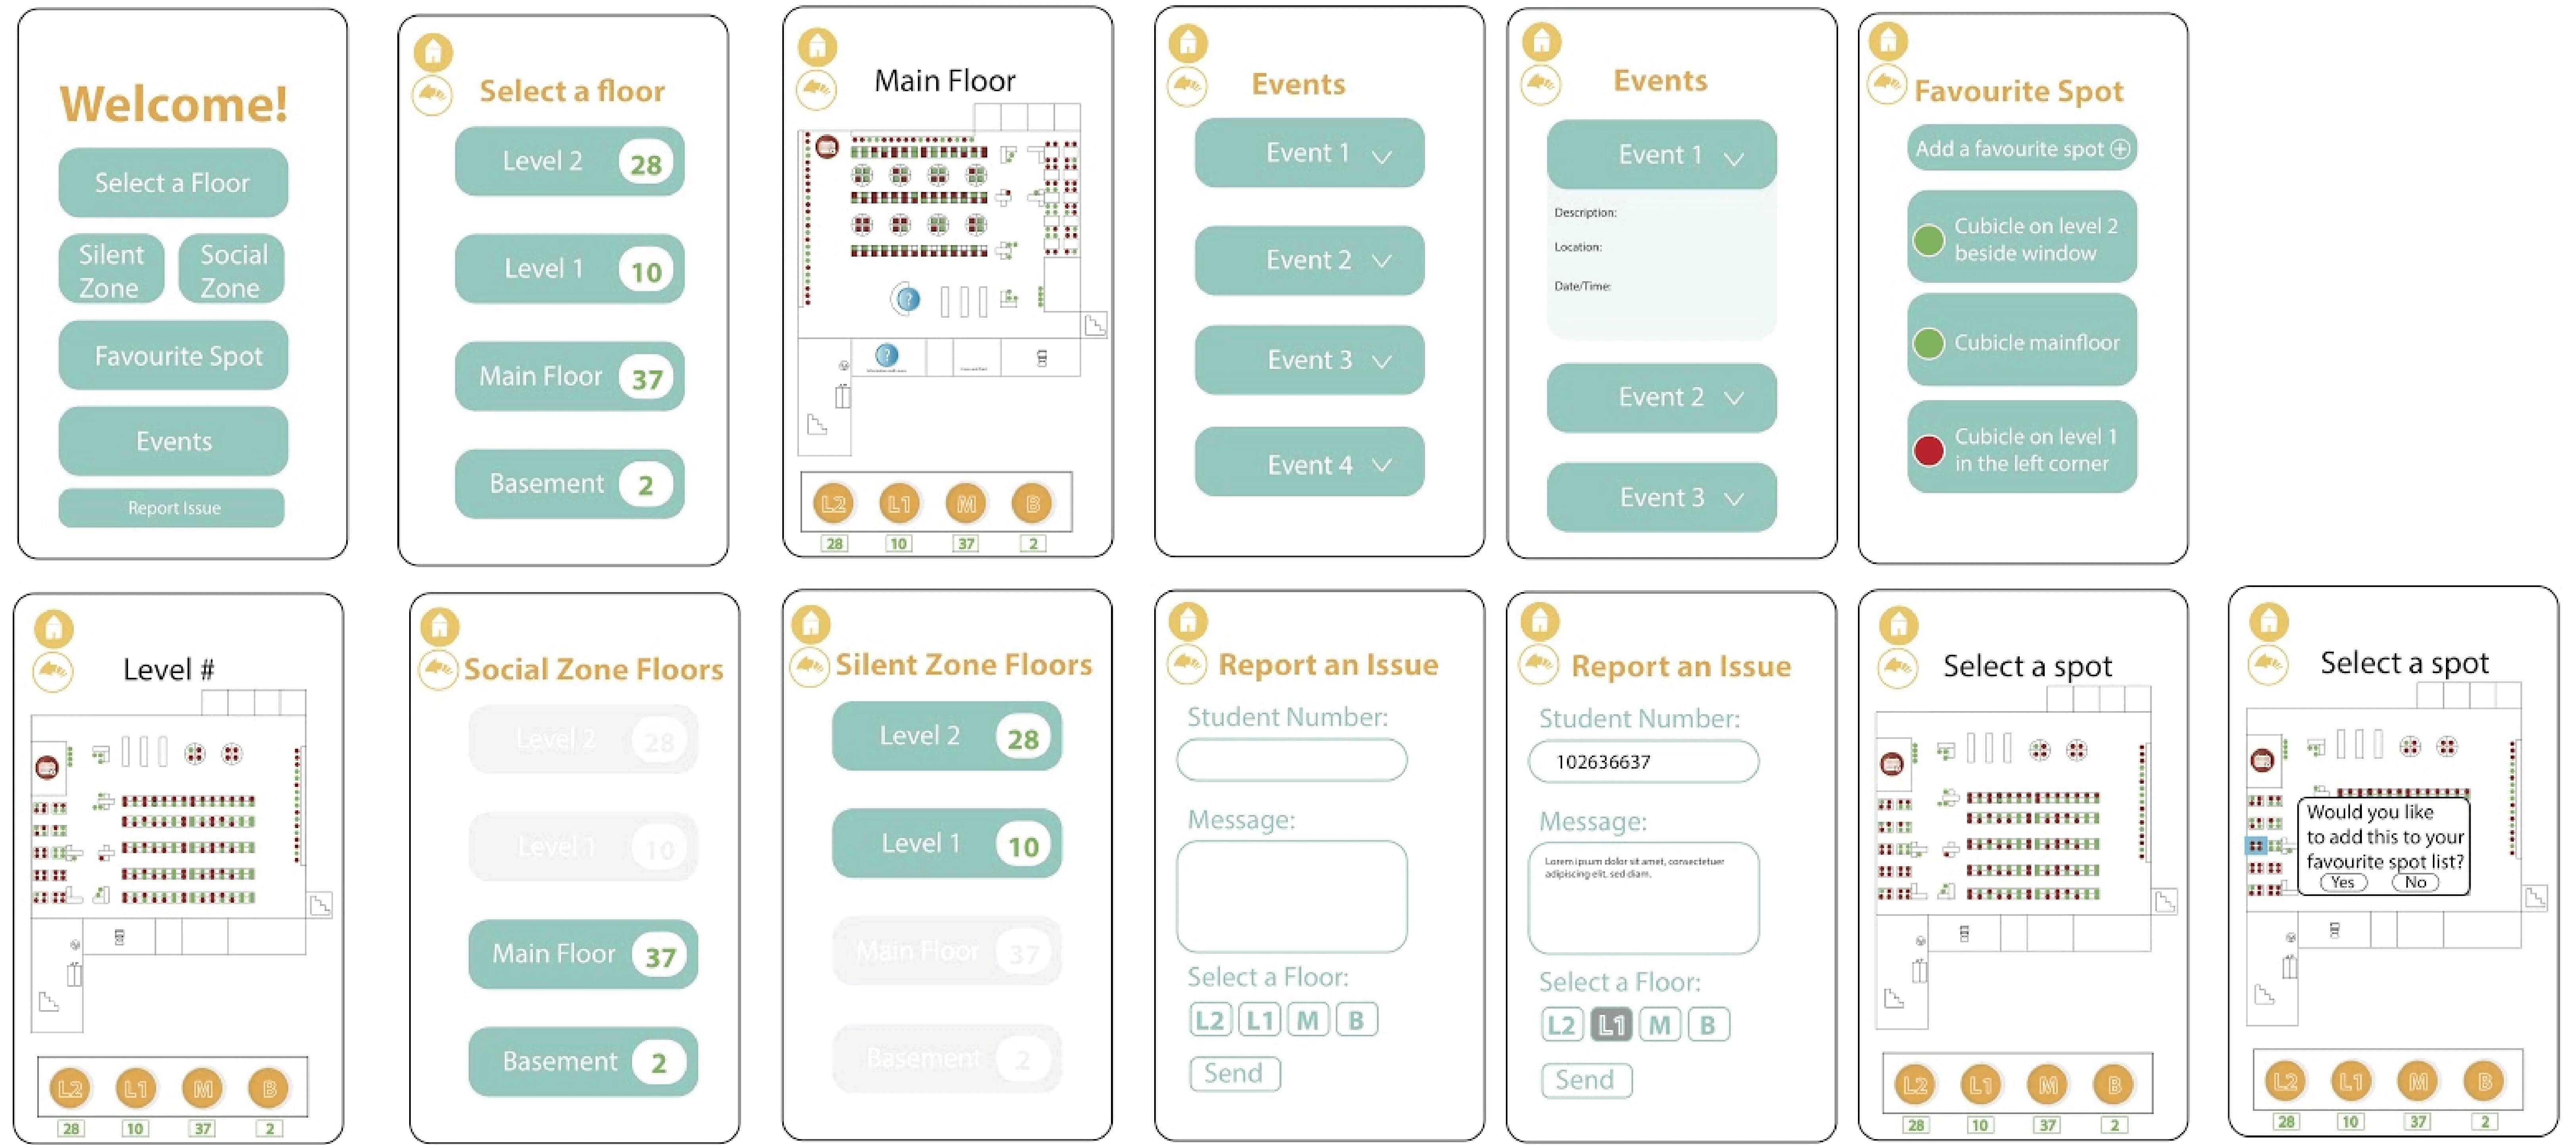 Welcome!
Select a Floor
Silent
Zone
Social
Zone
Favourite Spot
Events
Report Issue
Select a floor
Level 2 28
Level 1 10
Main Floor 37
Basement 2
Main Floor
?
?
L2 L1 M B
28 10 37 2
Events
Event 1
Event 2
Event 3
Event 4
Events
Event 1
Description:
Location:
Date/Time:
Event 2
Event 3
Favourite Spot
Add a favourite spot
Cubicle on level 2
beside window
Cubicle mainfloor
Cubicle on level 1
in the left corner
Level #
L2 L1 M B
28 10 37 2
Social Zone Floors
Level 2 28
Level 1 10
Main Floor 37
Basement 2
Silent Zone Floors
Level 2 28
Level 1 10
Main Floor 37
Basement 2
Report an Issue
Student Number:
Message:
Select a Floor:
L2 L1 M B
Send
Report an Issue
Student Number:
102636637
Message:
Lorem ipsum dolor sit amet, consectetuer
adipiscing elit, sed diam.
Select a Floor:
L2 L1 M B
Send
Select a spot
L2 L1 M B
28 10 37 2
Select a spot
Would you like
to add this to your
favourite spot list?
Yes No
L2 L1 M B
28 10 37 2